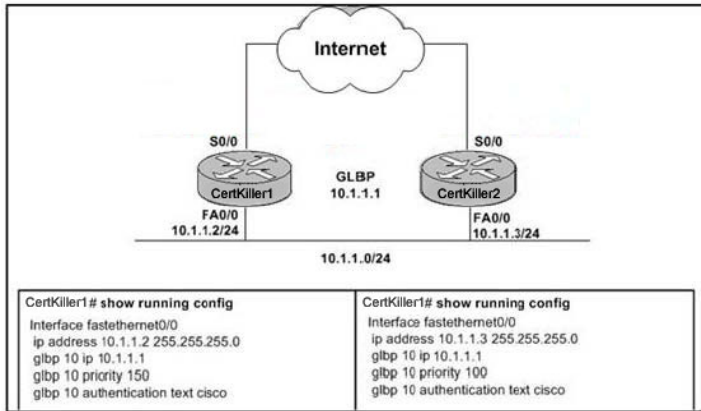 Internet
S0/0
S0/0
CertKiller1
GLBP
10.1.1.1
CertKiller2
FA0/0
10.1.1.2/24
FA0/0
10.1.1.3/24
10.1.1.0/24
CertKiller1# show running config
Interface fastethernet0/0
ip address 10.1.1.2 255.255.255.0
glbp 10 ip 10.1.1.1
glbp 10 priority 150
glbp 10 authentication text cisco
CertKiller1# show running config
Interface fastethernet0/0
ip address 10.1.1.3 255.255.255.0
glbp 10 ip 10.1.1.1
glbp 10 priority 100
glbp 10 authentication text cisco